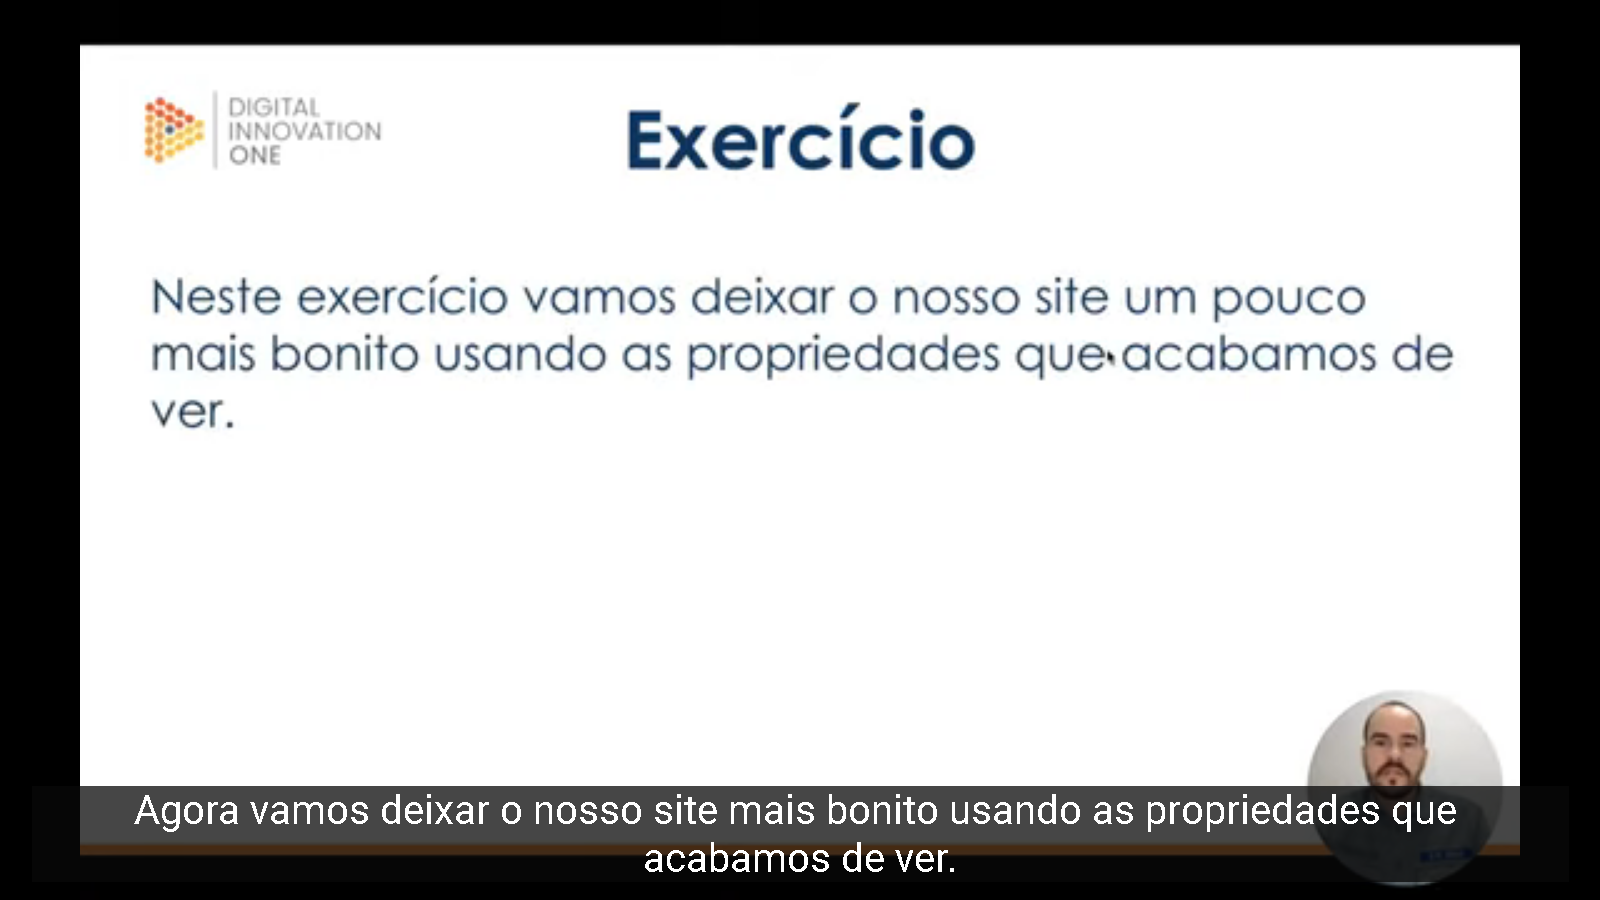 DIGITAL
INNOVATION
ONE
Exercício
Neste exercício vamos deixar o nosso site um pouco
mais bonito usando as propriedades que acabamos de
ver.
Agora vamos deixar o nosso site mais bonito usando as propriedades que
acabamos de ver.